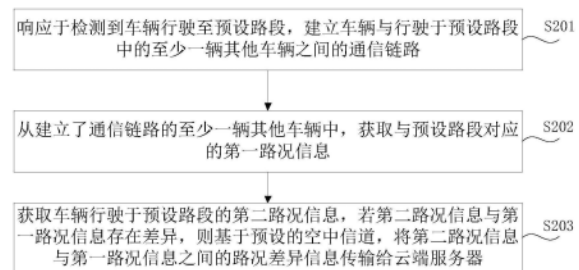 响应于检测到车辆行驶至预设路段，建立车辆与行驶于预设路段
中的至少一辆其他车辆之间的通信链路
S201
从建立了通信链路的至少一辆其他车辆中，获取与预设路段对应
的第一路况信息
S202
获取车辆行驶于预设路段的第二路况信息，若第二路况信息与第
一路况信息存在差异，则基于预设的空中信道，将第二路况信息
与第一路况信息之间的路况差异信息传输给云端服务器
S203